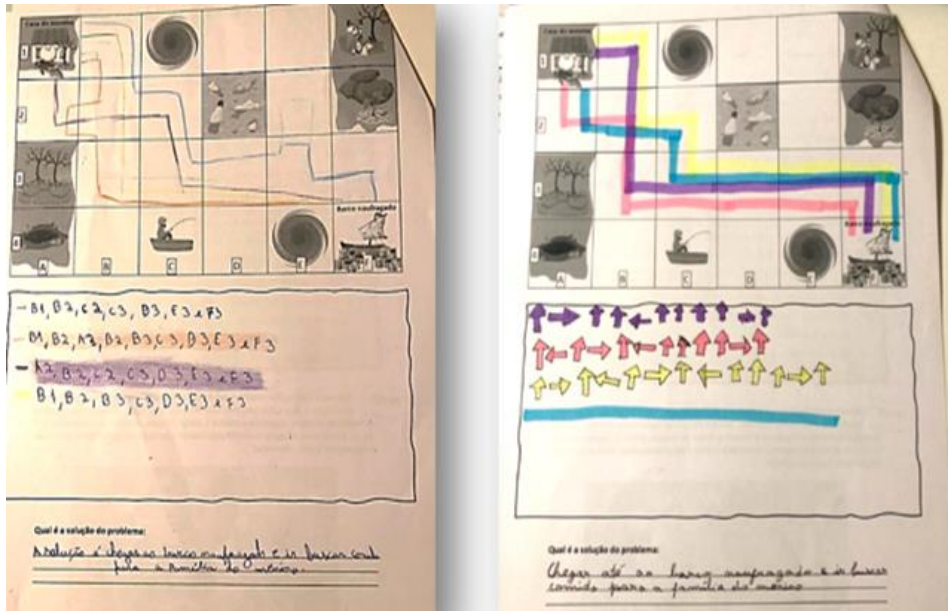 Casa do menino
1
2
3
4
Barco naufragado
A
B
C
D
E
F
- B1, B2, C2, C3, D3, E3 e F3
- B1, B2, A2, B2, B3, C3, D3, E3 e F3
- A2, B2, C2, C3, D3, E3 e F3
B1, B2, B3, C3, D3, E3 e F3
Qual é a solução do problema:
A solução é chegar ao barco naufragado e ir buscar comida
para a família do menino.
Casa do menino
1
2
3
4
Barco naufragado
A
B
C
D
E
F
Qual é a solução do problema:
Chegar até ao barco naufragado e ir buscar
comida para a família do menino